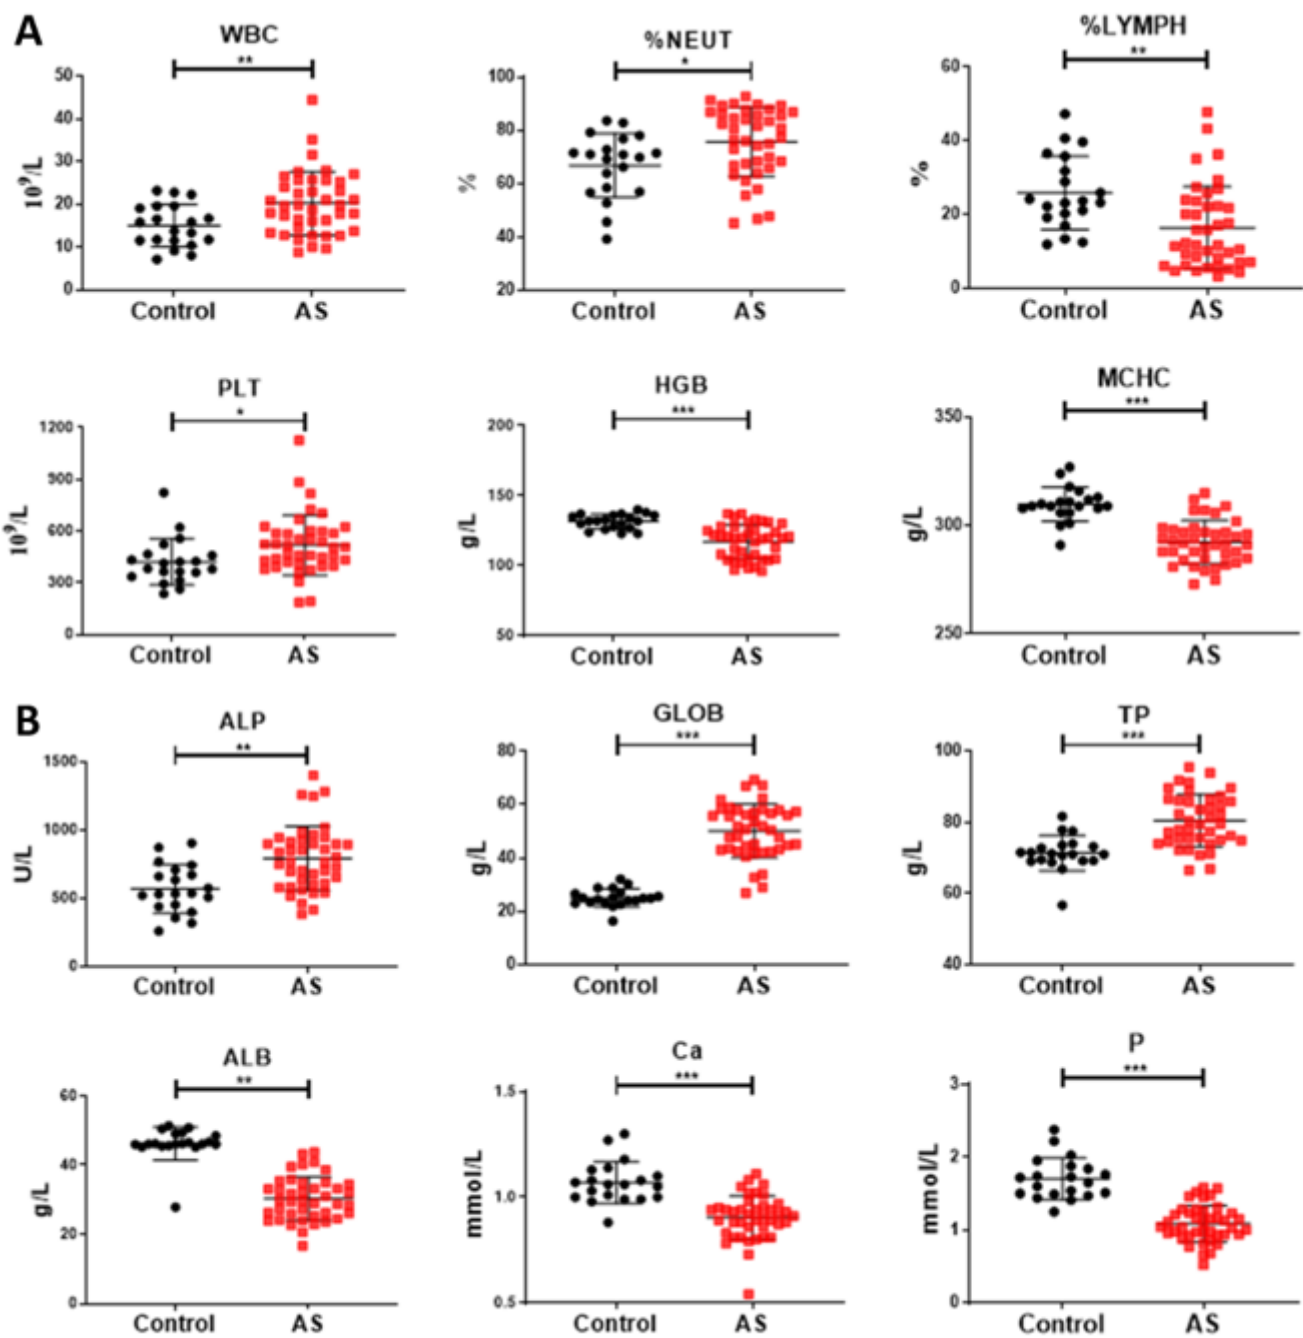 A
WBC
**
10⁹/L
50
40
30
20
10
0
Control AS
%NEUT
*
%
100
80
60
40
20
Control AS
%LYMPH
**
%
60
40
20
0
Control AS
PLT
*
10⁹/L
1200
900
600
300
0
Control AS
HGB
***
g/L
200
150
100
50
Control AS
MCHC
***
g/L
350
300
250
Control AS
B
ALP
**
U/L
1500
1000
500
0
Control AS
GLOB
***
g/L
80
60
40
20
0
Control AS
TP
***
g/L
100
80
60
40
Control AS
ALB
**
g/L
60
40
20
0
Control AS
Ca
***
mmol/L
1.5
1.0
0.5
Control AS
P
***
mmol/L
3
2
1
0
Control AS